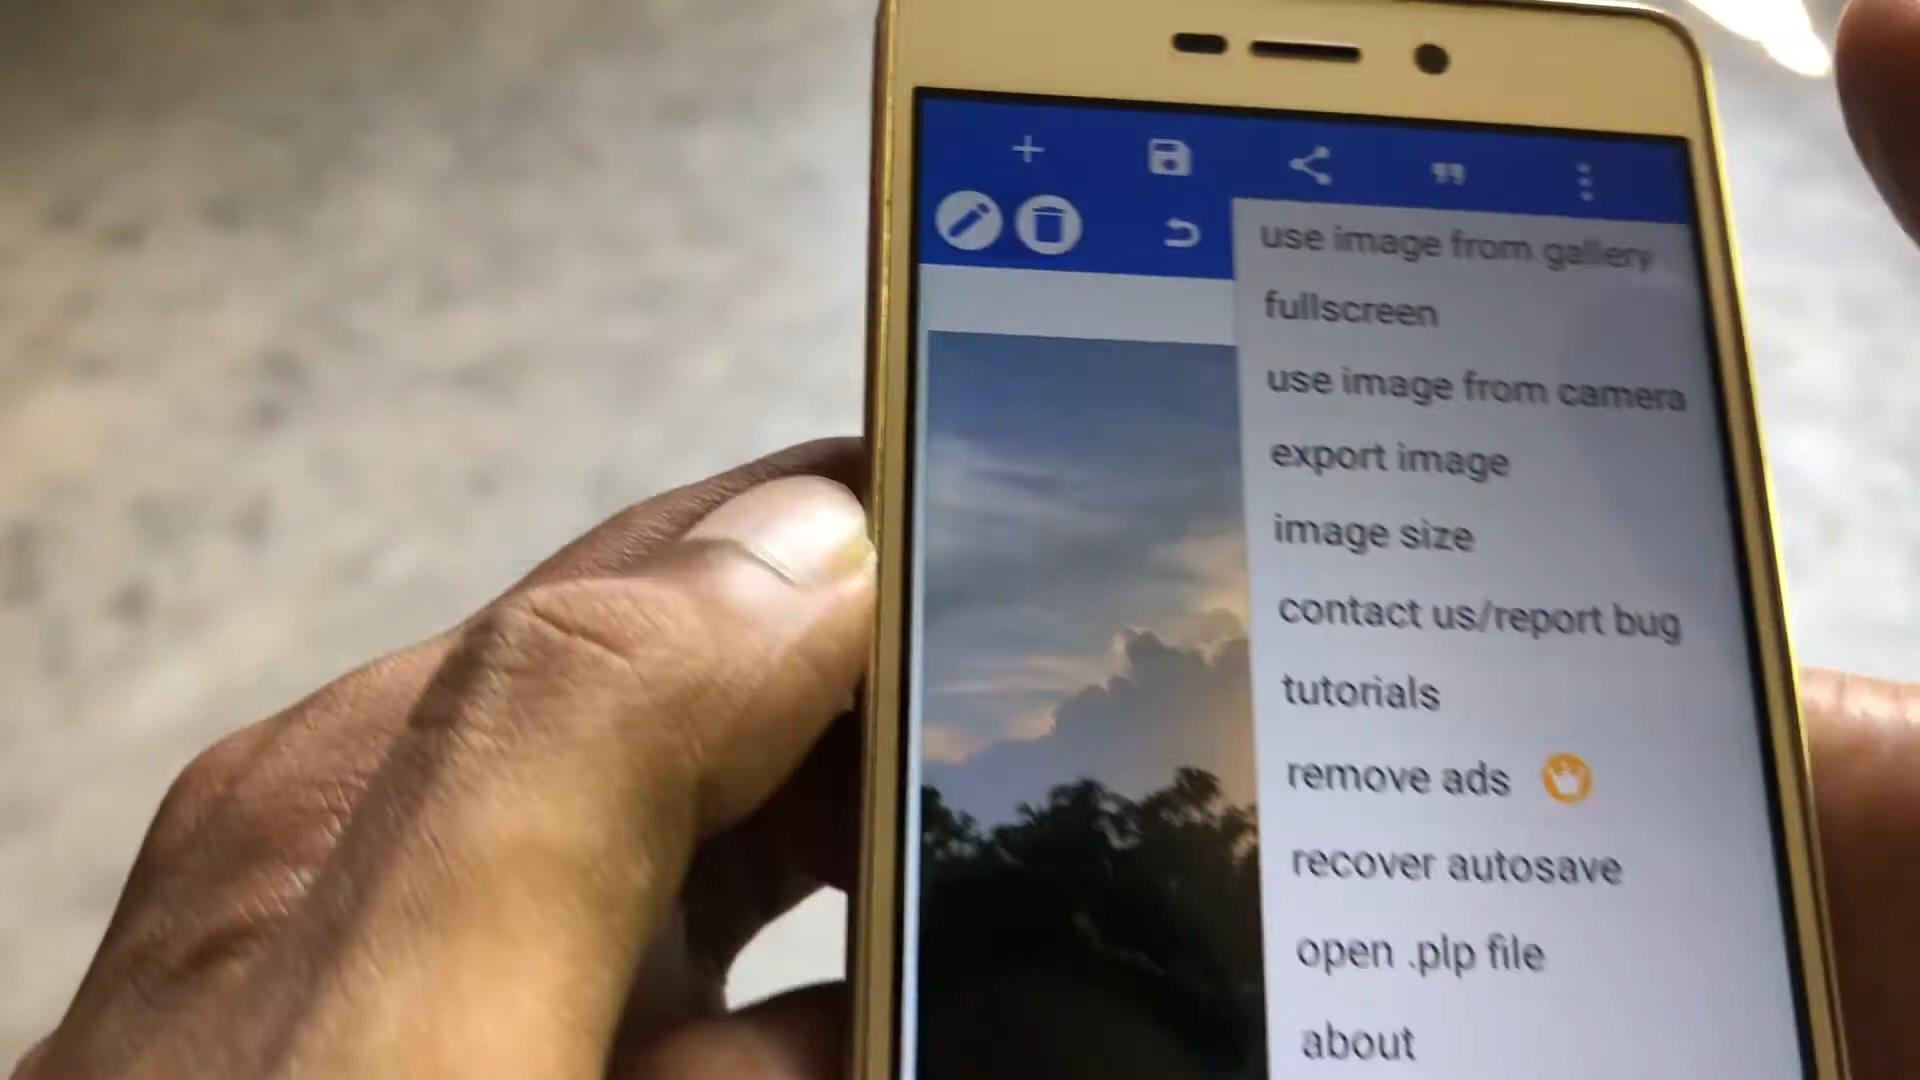 use image from gallery
fullscreen
use image from camera
export image
image size
contact us/report bug
tutorials
remove ads
recover autosave
open .plp file
about